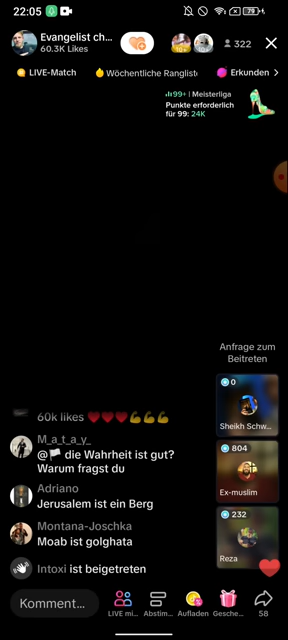 22:05
79
Evangelist ch...
60.3K Likes
10+
10+
322
LIVE-Match
Wöchentliche Rangliste
Erkunden
99+ | Meisterliga
Punkte erforderlich
für 99: 24K
Anfrage zum
Beitreten
0
Sheikh Schw...
60k likes ❤️❤️❤️💪💪💪
M_a_t_a_y_
@🏳️ die Wahrheit ist gut?
Warum fragst du
804
Ex-muslim
Adriano
Jerusalem ist ein Berg
232
Reza
Montana-Joschka
Moab ist golghata
Intoxi ist beigetreten
Komment...
LIVE mi...
Abstim...
Aufladen
Gesche...
58